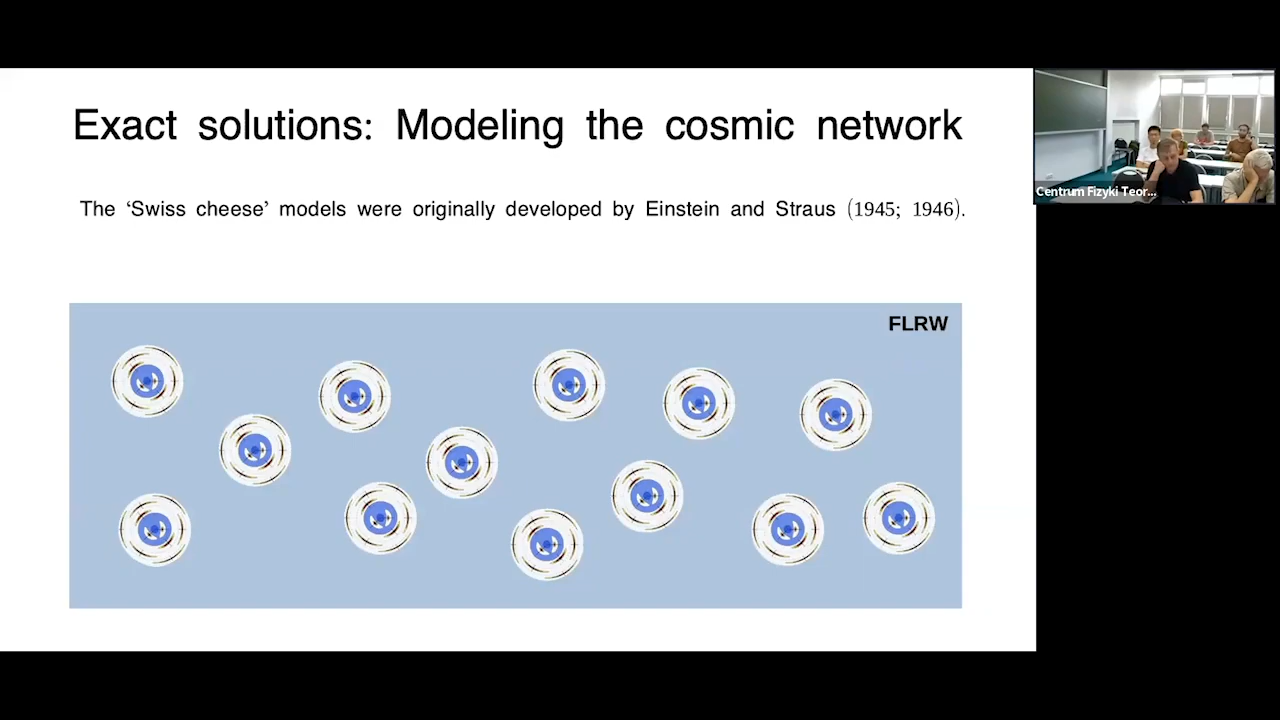 Exact solutions: Modeling the cosmic network
The ‘Swiss cheese’ models were originally developed by Einstein and Straus (1945; 1946).
FLRW
Centrum Fizyki Teor...